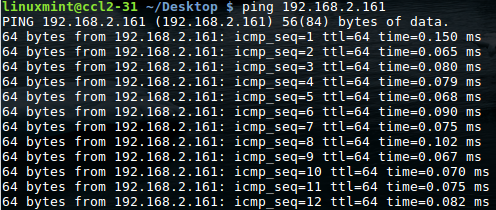 linuxmint@ccl2-31 ~/Desktop $ ping 192.168.2.161
PING 192.168.2.161 (192.168.2.161) 56(84) bytes of data.
64 bytes from 192.168.2.161: icmp_seq=1 ttl=64 time=0.150 ms
64 bytes from 192.168.2.161: icmp_seq=2 ttl=64 time=0.065 ms
64 bytes from 192.168.2.161: icmp_seq=3 ttl=64 time=0.080 ms
64 bytes from 192.168.2.161: icmp_seq=4 ttl=64 time=0.079 ms
64 bytes from 192.168.2.161: icmp_seq=5 ttl=64 time=0.068 ms
64 bytes from 192.168.2.161: icmp_seq=6 ttl=64 time=0.090 ms
64 bytes from 192.168.2.161: icmp_seq=7 ttl=64 time=0.075 ms
64 bytes from 192.168.2.161: icmp_seq=8 ttl=64 time=0.102 ms
64 bytes from 192.168.2.161: icmp_seq=9 ttl=64 time=0.067 ms
64 bytes from 192.168.2.161: icmp_seq=10 ttl=64 time=0.070 ms
64 bytes from 192.168.2.161: icmp_seq=11 ttl=64 time=0.075 ms
64 bytes from 192.168.2.161: icmp_seq=12 ttl=64 time=0.082 ms